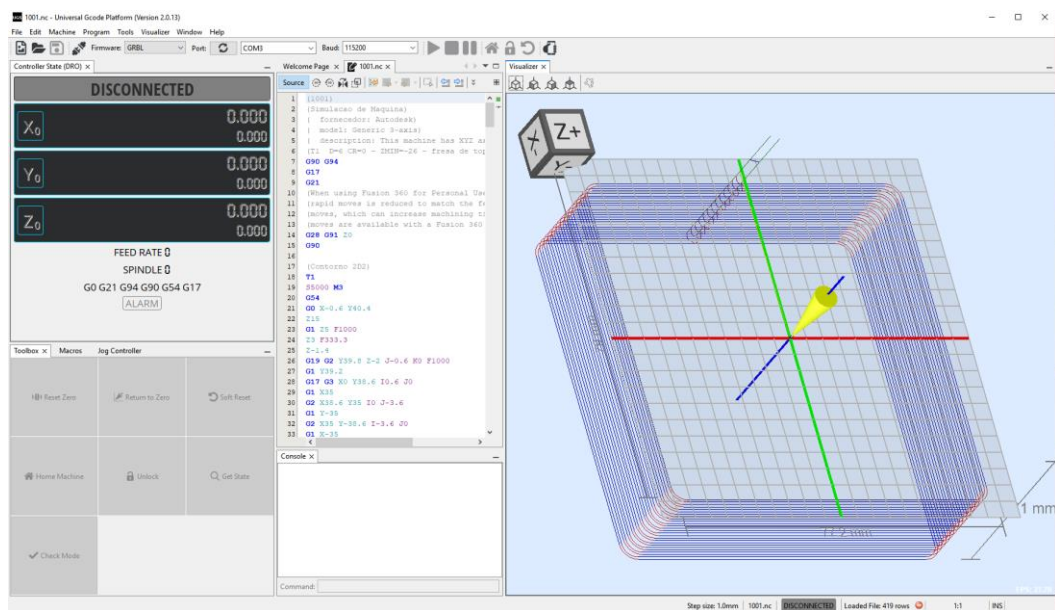 1001.nc - Universal Gcode Platform (Version 2.0.13)
File Edit Machine Program Tools Visualizer Window Help
Firmware: GRBL Port: COM3 Baud: 115200
Controller State (DRO)
DISCONNECTED
X0 0.000
0.000
Y0 0.000
0.000
Z0 0.000
0.000
FEED RATE 0
SPINDLE 0
G0 G21 G94 G90 G54 G17
ALARM
Toolbox Macros Jog Controller
Reset Zero Return to Zero Soft Reset
Home Machine Unlock Get State
Check Mode
Welcome Page 1001.nc
Source
1 (1001)
2 (Simulacao de Maquina)
3 ( fornecedor: Autodesk)
4 ( model: Generic 3-axis)
5 ( description: This machine has XYZ ax
6 (T1 D=6 CR=0 - ZMIN=-26 - fresa de top
7 G90 G94
8 G17
9 G21
10 (When using Fusion 360 for Personal Use
11 (rapid moves is reduced to match the fe
12 (moves, which can increase machining ti
13 (moves are available with a Fusion 360
14 G28 G91 Z0
15 G90
16
17 (Contorno 2D2)
18 T1
19 S5000 M3
20 G54
21 G0 X-0.6 Y40.4
22 Z15
23 G1 Z5 F1000
24 Z3 F333.3
25 Z-1.4
26 G19 G2 Y39.8 Z-2 J-0.6 K0 F1000
27 G1 Y39.2
28 G17 G3 X0 Y38.6 I0.6 J0
29 G1 X35
30 G2 X38.6 Y35 I0 J-3.6
31 G1 Y-35
32 G2 X35 Y-38.6 I-3.6 J0
33 G1 X-35
Console
Command:
Visualizer
X- Z+ Y-
77.2 mm
1 mm
Step size: 1.0mm 1001.nc DISCONNECTED Loaded File: 419 rows 1:1 INS